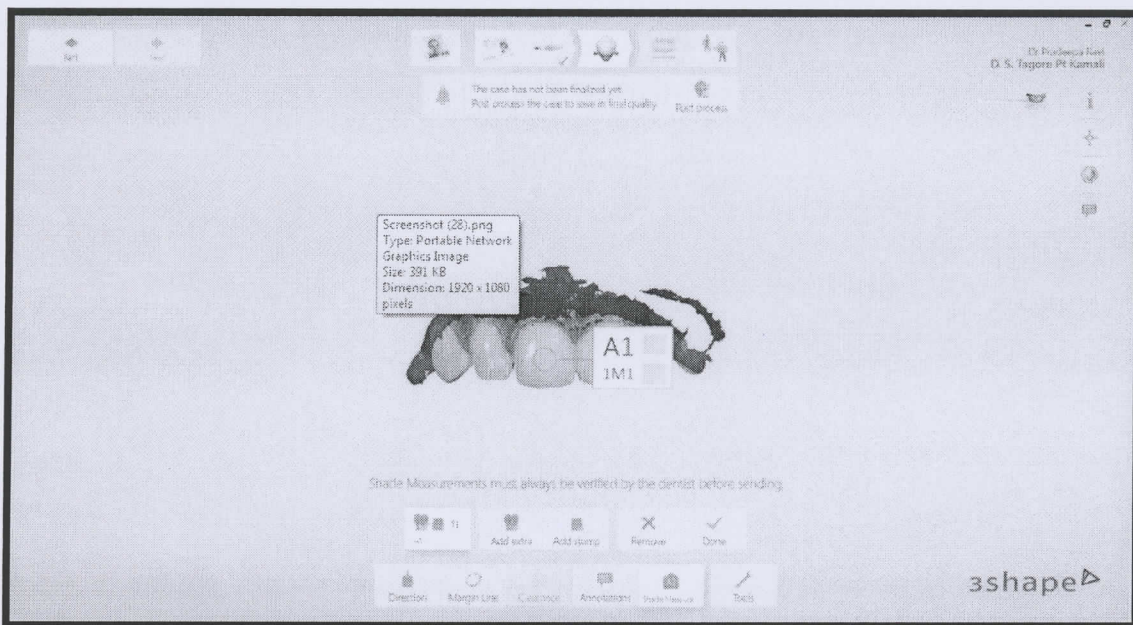 The case has not been finalized yet
Post process the case to save in final quality
Post process
D. S. Tagore Pt Kamali
Screenshot (28).png
Type: Portable Network
Graphics Image
Size: 391 KB
Dimension: 1920 x 1080
pixels
A1
1M1
Shade Measurements must always be verified by the dentist before sending
Add extra
Add stump
Remove
Done
Direction
Margin Line
Clearance
Annotations
Tools
3shape